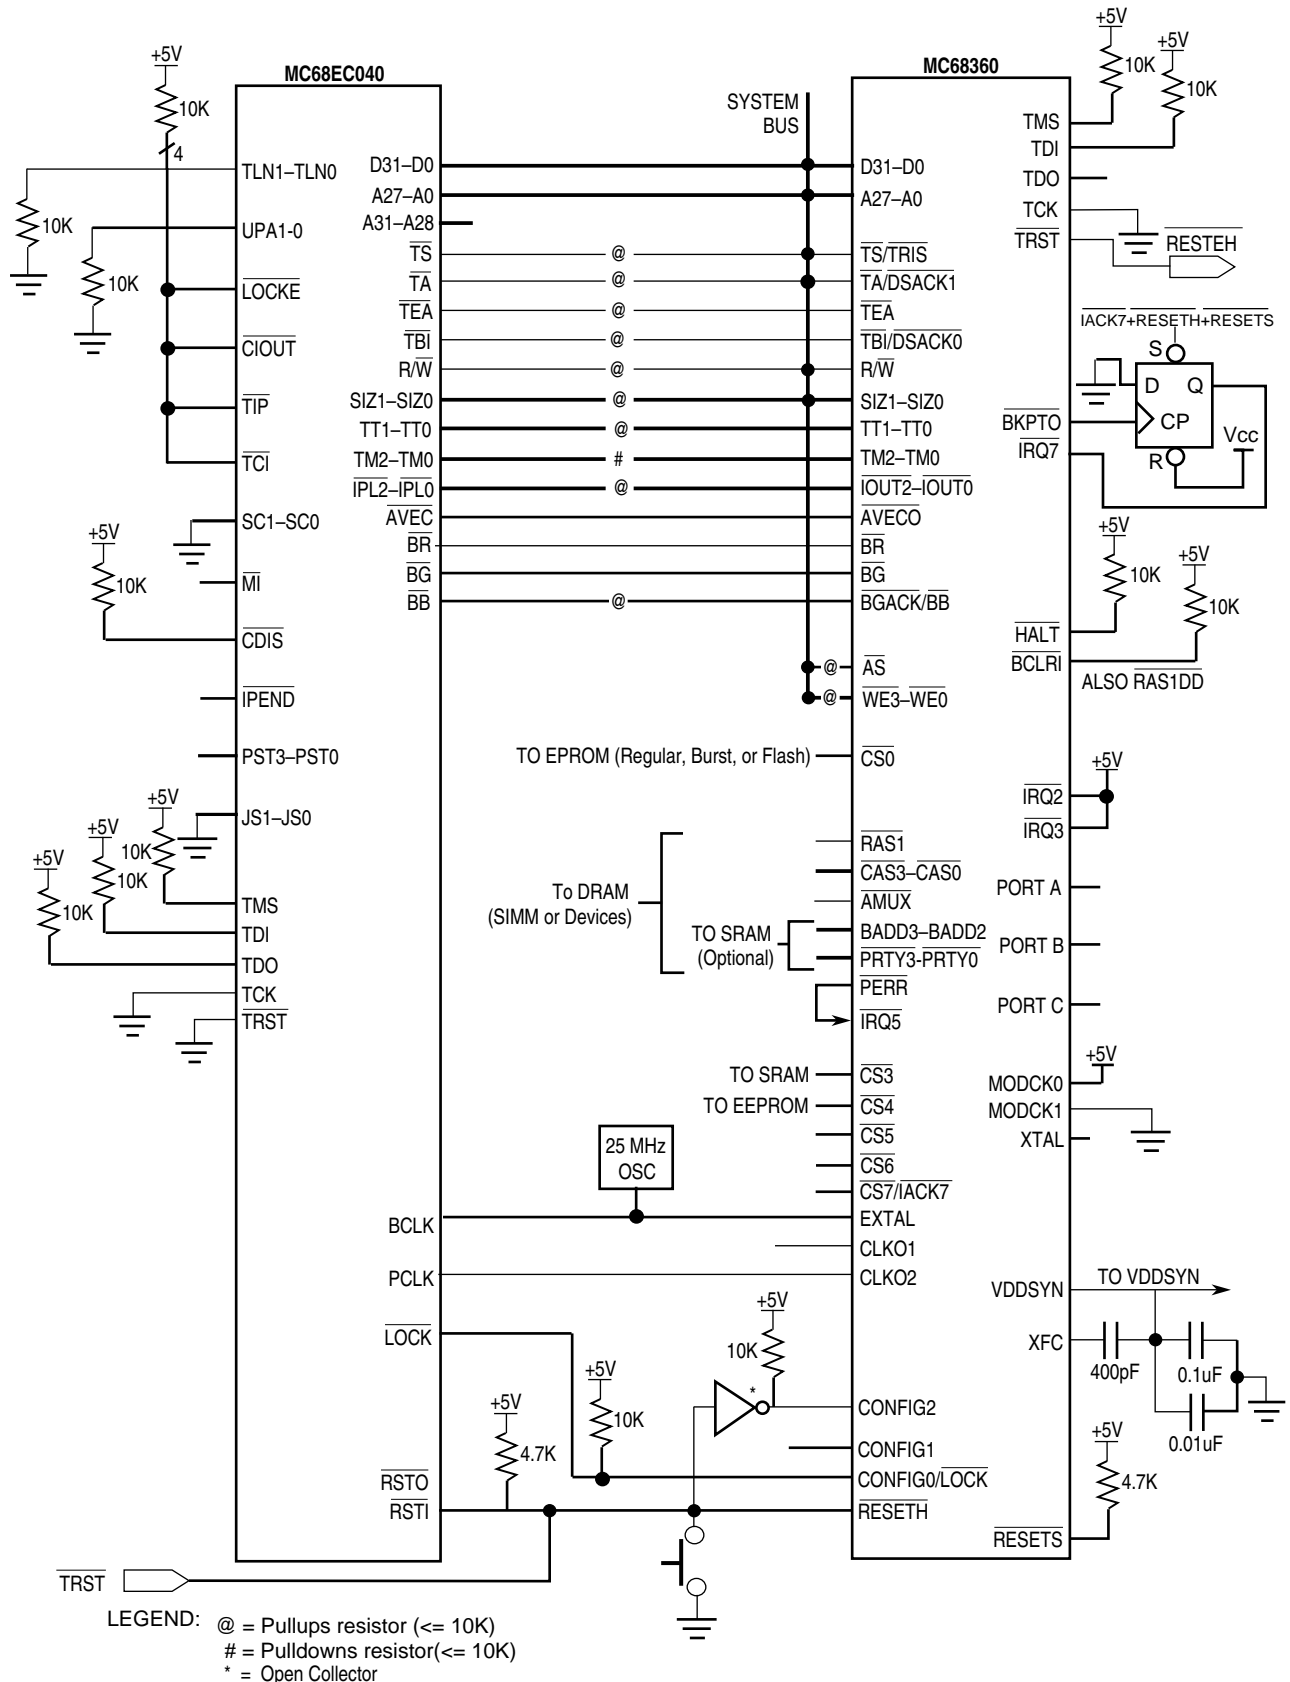 +5V
MC68EC040
MC68360
+5V
+5V
10K
10K
10K
SYSTEM
BUS
4
TLN1–TLN0
UPA1-0
LOCKE
CIOUT
TIP
TCI
SC1–SC0
MI
CDIS
IPEND
PST3–PST0
JS1–JS0
TMS
TDI
TDO
TCK
TRST
10K
10K
+5V
10K
+5V
+5V
+5V
10K
10K
10K
D31–D0
A27–A0
A31–A28
TS
TA
TEA
TBI
R/W
SIZ1–SIZ0
TT1–TT0
TM2–TM0
IPL2–IPL0
AVEC
BR
BG
BB
BCLK
PCLK
LOCK
RSTO
RSTI
@
@
@
@
@
@
@
#
@
@
@
@
D31–D0
A27–A0
TS/TRIS
TA/DSACK1
TEA
TBI/DSACK0
R/W
SIZ1–SIZ0
TT1–TT0
TM2–TM0
IOUT2–IOUT0
AVECO
BR
BG
BGACK/BB
AS
WE3–WE0
TO EPROM (Regular, Burst, or Flash)
CS0
To DRAM
(SIMM or Devices)
RAS1
CAS3–CAS0
AMUX
TO SRAM
(Optional)
BADD3–BADD2
PRTY3-PRTY0
PERR
IRQ5
TO SRAM
CS3
TO EEPROM
CS4
CS5
CS6
CS7/IACK7
25 MHz
OSC
EXTAL
CLKO1
CLKO2
+5V
10K
*
CONFIG2
CONFIG1
CONFIG0/LOCK
RESETH
+5V
10K
+5V
4.7K
TMS
TDI
TDO
TCK
TRST
RESTEH
IACK7+RESETH+RESETS
S
D
Q
CP
R
Vcc
BKPTO
IRQ7
+5V
10K
+5V
10K
HALT
BCLRI
ALSO RAS1DD
+5V
IRQ2
IRQ3
PORT A
PORT B
PORT C
+5V
MODCK0
MODCK1
XTAL
VDDSYN
TO VDDSYN
XFC
400pF
0.1uF
0.01uF
+5V
4.7K
RESETS
TRST
LEGEND:
@ = Pullups resistor (<= 10K)
# = Pulldowns resistor(<= 10K)
* = Open Collector